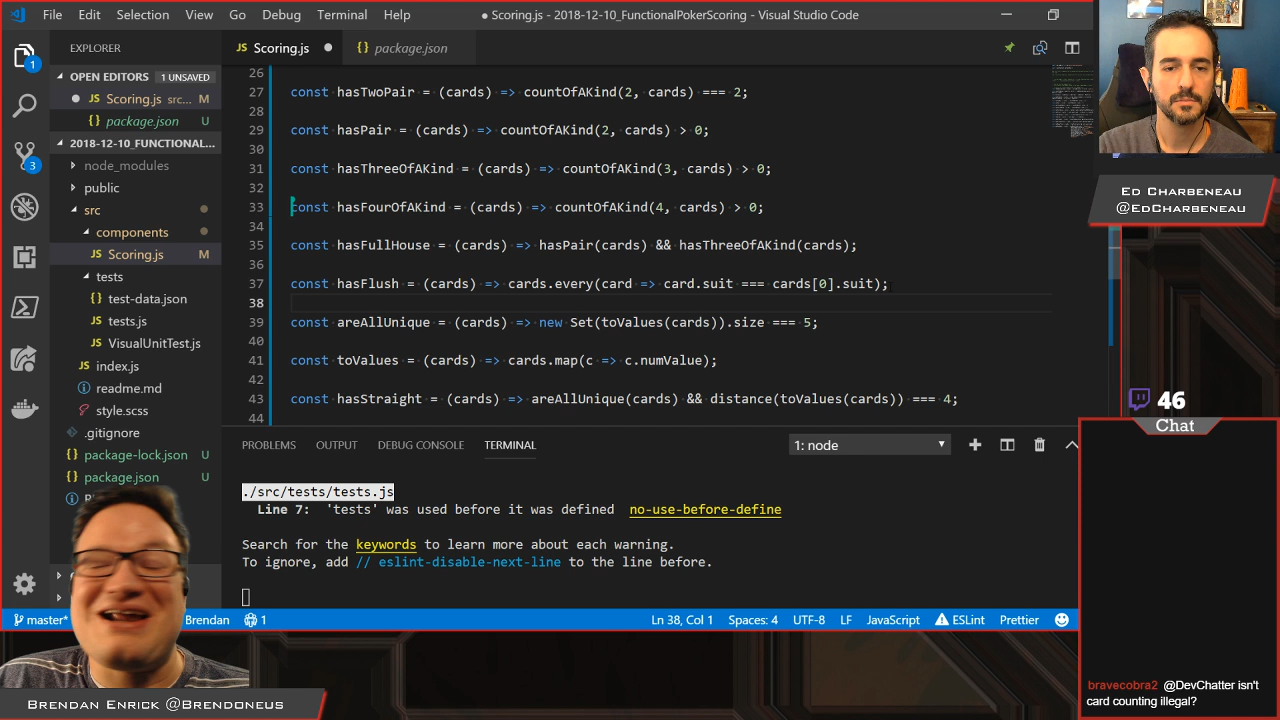 File Edit Selection View Go Debug Terminal Help
● Scoring.js - 2018-12-10_FunctionalPokerScoring - Visual Studio Code
EXPLORER
OPEN EDITORS 1 UNSAVED
JS Scoring.js src... M
{} package.json U
2018-12-10_FUNCTIONAL...
node_modules
public
src
components
JS Scoring.js M
tests
JS test-data.json
JS tests.js
JS VisualUnitTest.js
JS index.js
readme.md
style.scss
.gitignore
{} package-lock.json U
{} package.json U
1
3
JS Scoring.js ●
{} package.json
26
27 const hasTwoPair = (cards) => countOfAKind(2, cards) === 2;
28
29 const hasPair = (cards) => countOfAKind(2, cards) > 0;
30
31 const hasThreeOfAKind = (cards) => countOfAKind(3, cards) > 0;
32
33 const hasFourOfAKind = (cards) => countOfAKind(4, cards) > 0;
34
35 const hasFullHouse = (cards) => hasPair(cards) && hasThreeOfAKind(cards);
36
37 const hasFlush = (cards) => cards.every(card => card.suit === cards[0].suit);
38
39 const areAllUnique = (cards) => new Set(toValues(cards)).size === 5;
40
41 const toValues = (cards) => cards.map(c => c.numValue);
42
43 const hasStraight = (cards) => areAllUnique(cards) && distance(toValues(cards)) === 4;
44
PROBLEMS OUTPUT DEBUG CONSOLE TERMINAL 1: node
./src/tests/tests.js
Line 7: 'tests' was used before it was defined no-use-before-define
Search for the keywords to learn more about each warning.
To ignore, add // eslint-disable-next-line to the line before.
master* Brendan 1 Ln 38, Col 1 Spaces: 4 UTF-8 LF JavaScript ESLint Prettier
ED CHARBENEAU
@EDCHARBENEAU
46
Chat
bravecobra2 @DevChatter isn't
card counting illegal?
BRENDAN ENRICK @BRENDONEUS